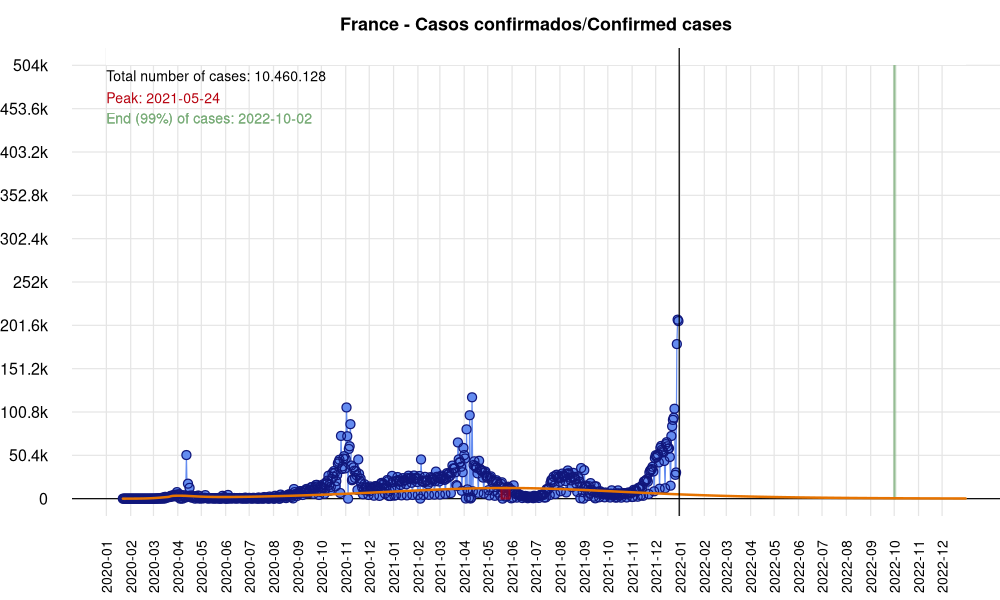 France - Casos confirmados/Confirmed cases
Total number of cases: 10.460.128
Peak: 2021-05-24
End (99%) of cases: 2022-10-02
504k
453.6k
403.2k
352.8k
302.4k
252k
201.6k
151.2k
100.8k
50.4k
0
2020-01
2020-02
2020-03
2020-04
2020-05
2020-06
2020-07
2020-08
2020-09
2020-10
2020-11
2020-12
2021-01
2021-02
2021-03
2021-04
2021-05
2021-06
2021-07
2021-08
2021-09
2021-10
2021-11
2021-12
2022-01
2022-02
2022-03
2022-04
2022-05
2022-06
2022-07
2022-08
2022-09
2022-10
2022-11
2022-12